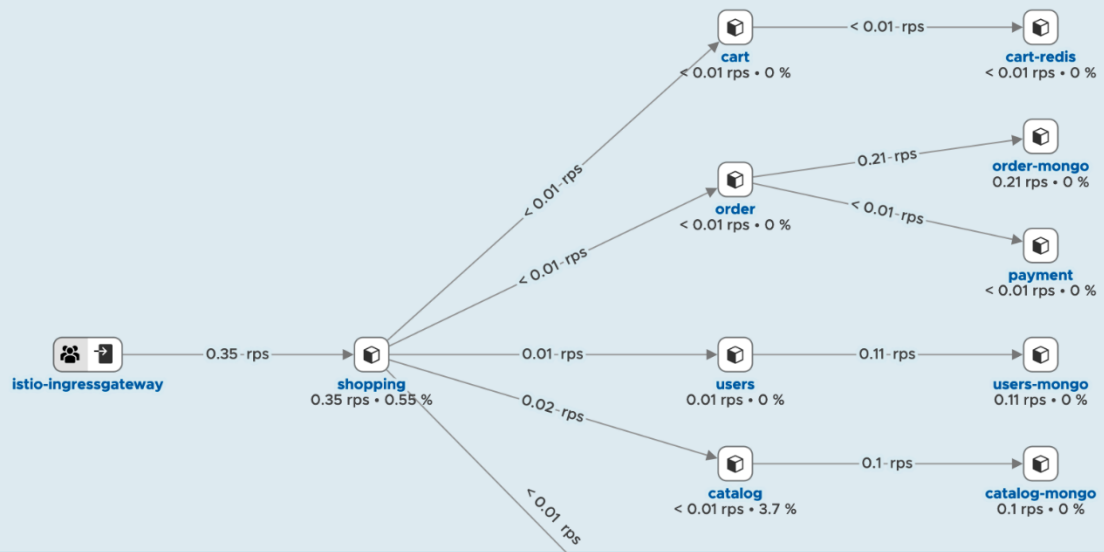 < 0.01 rps
cart
< 0.01 rps • 0 %
cart-redis
< 0.01 rps • 0 %
< 0.01 rps
0.21 rps
order-mongo
0.21 rps • 0 %
order
< 0.01 rps • 0 %
< 0.01 rps
< 0.01 rps
payment
< 0.01 rps • 0 %
istio-ingressgateway
0.35 rps
shopping
0.35 rps • 0.55 %
0.01 rps
users
0.01 rps • 0 %
0.11 rps
users-mongo
0.11 rps • 0 %
0.02 rps
catalog
< 0.01 rps • 3.7 %
0.1 rps
catalog-mongo
0.1 rps • 0 %
< 0.01 rps